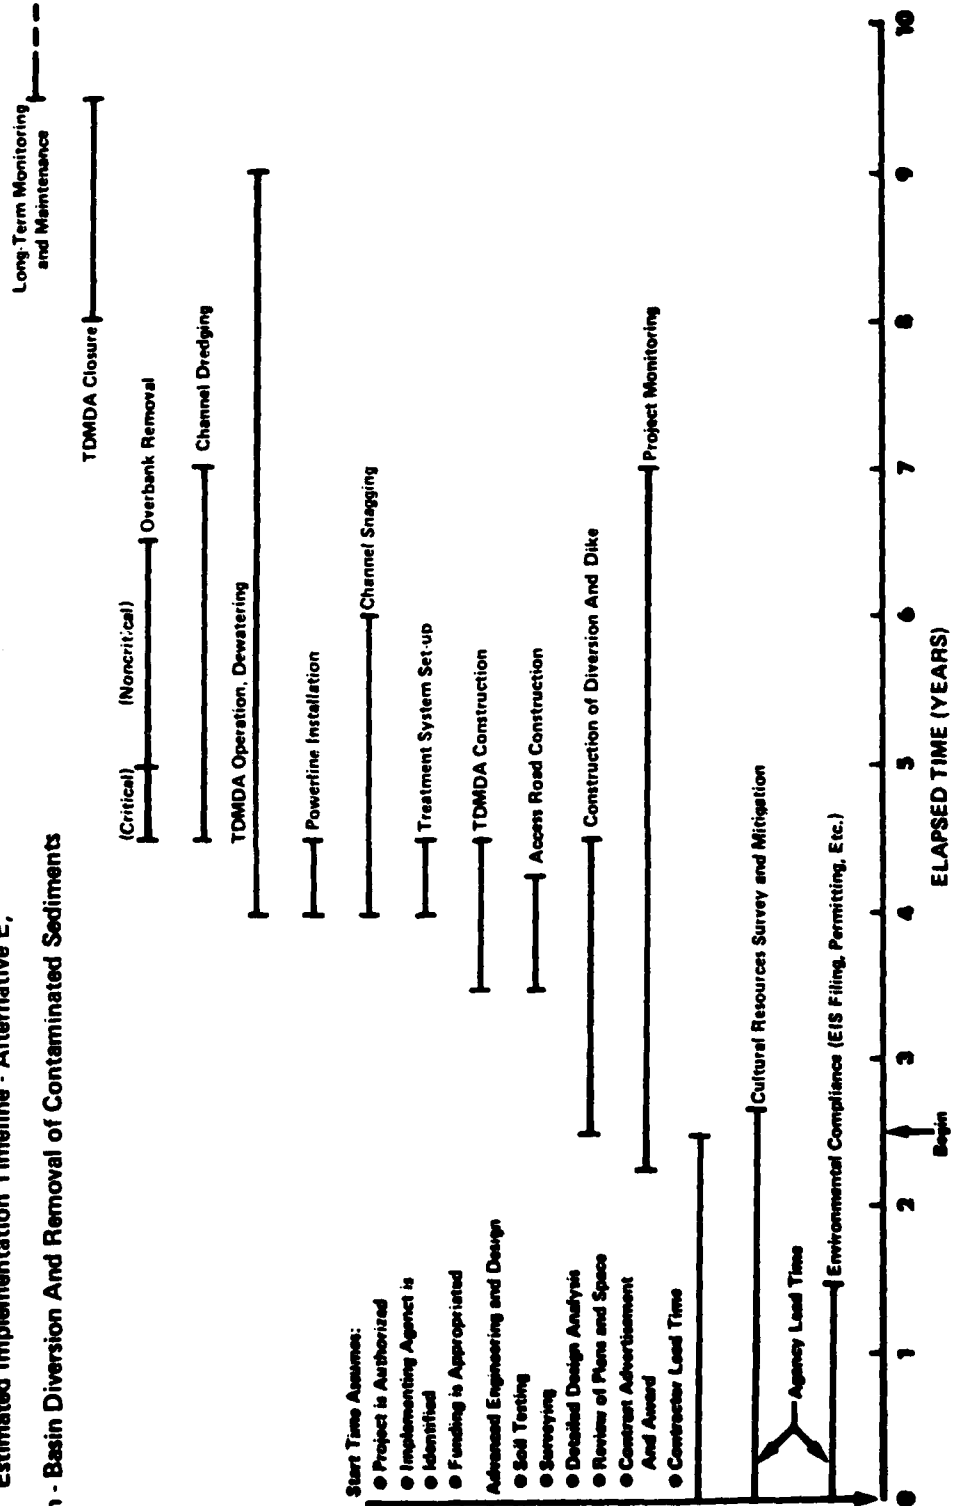 Estimated Implementation Timeline - Alternative E,
- Basin Diversion And Removal of Contaminated Sediments
Long-Term Monitoring
and Maintenance
TDMDA Closure
(Critical)
(Noncritical)
Overbank Removal
Channel Dredging
TDMDA Operation, Dewatering
Powerline Installation
Channel Snagging
Treatment System Set-up
TDMDA Construction
Access Road Construction
Construction of Diversion And Dike
Project Monitoring
Start Time Assumes:
● Project is Authorized
● Implementing Agenct is
● Identified
● Funding is Appropriated
Advanced Engineering and Design
● Soil Testing
● Surveying
● Detailed Design Analysis
● Review of Plans and Space
● Contract Advertisement
And Award
● Contractor Lead Time
Cultural Resources Survey and Mitigation
Agency Lead Time
Environmental Compliance (EIS Filing, Permitting, Etc.)
0 1 2 3 4 5 6 7 8 9 10
Begin
ELAPSED TIME (YEARS)